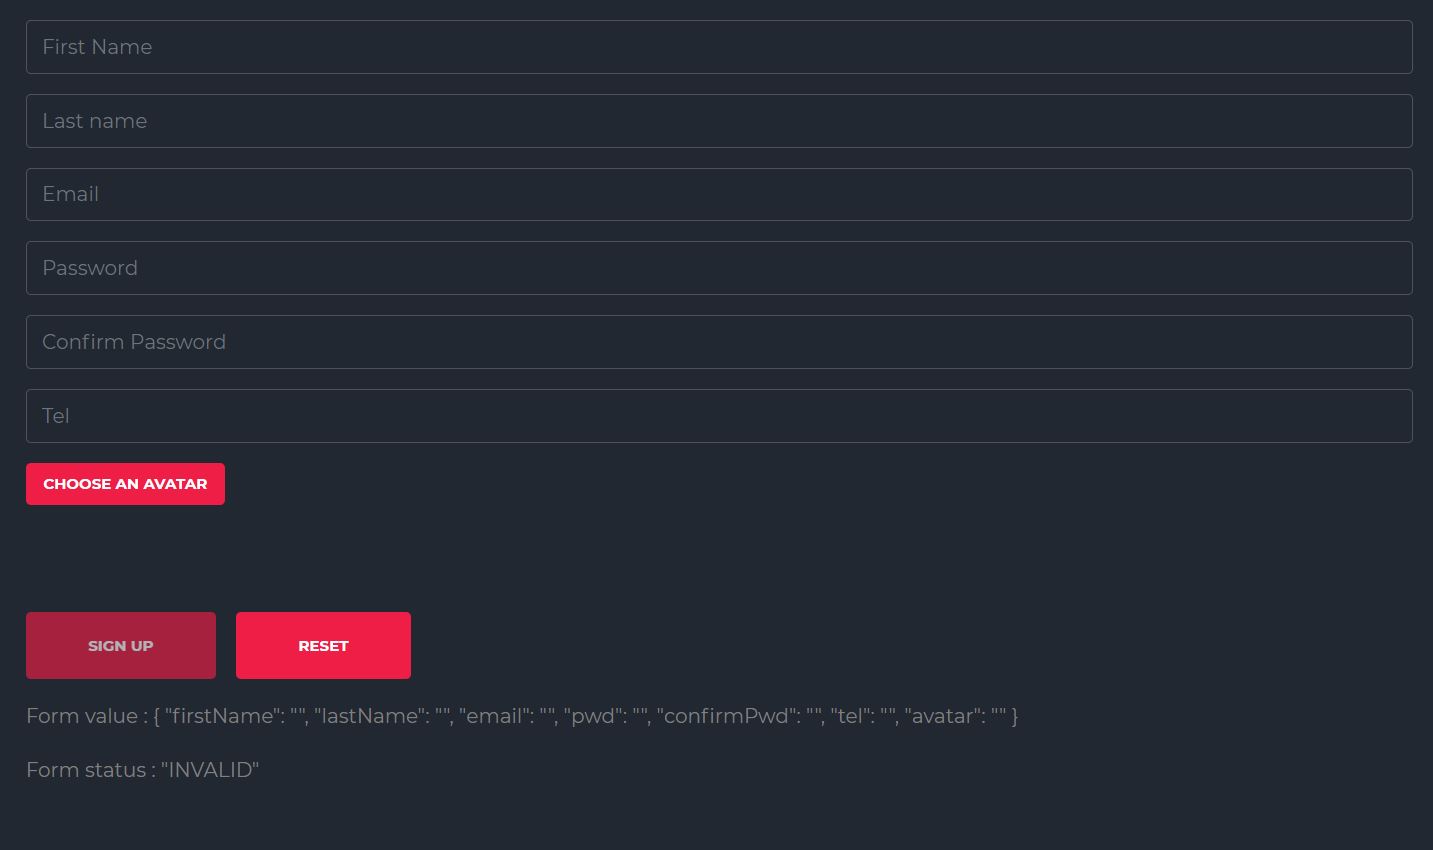 First Name
Last name
Email
Password
Confirm Password
Tel
CHOOSE AN AVATAR
SIGN UP RESET
Form value : { "firstName": "", "lastName": "", "email": "", "pwd": "", "confirmPwd": "", "tel": "", "avatar": "" }
Form status : "INVALID"